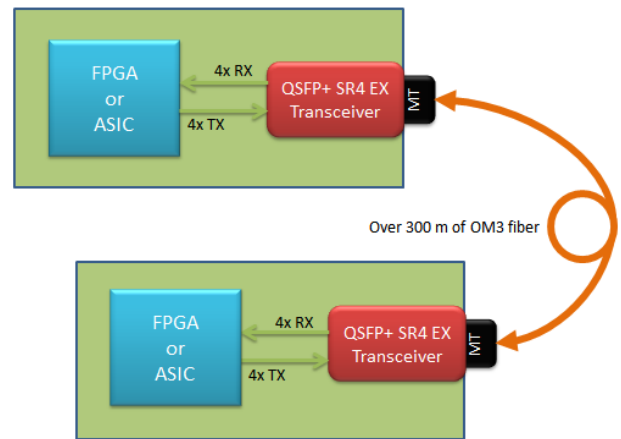 FPGA
or
ASIC
4x RX
4x TX
QSFP+ SR4 EX
Transceiver
MT
Over 300 m of OM3 fiber
FPGA
or
ASIC
4x RX
4x TX
QSFP+ SR4 EX
Transceiver
MT